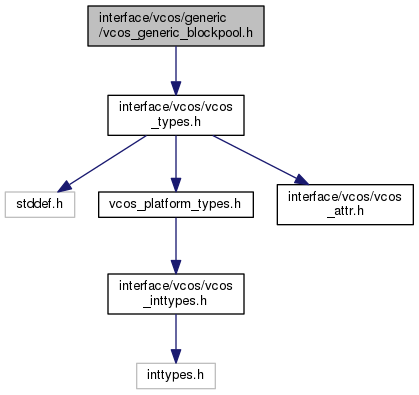 interface/vcos/generic
/vcos_generic_blockpool.h
interface/vcos/vcos
_types.h
stddef.h
vcos_platform_types.h
interface/vcos/vcos
_attr.h
interface/vcos/vcos
_inttypes.h
inttypes.h